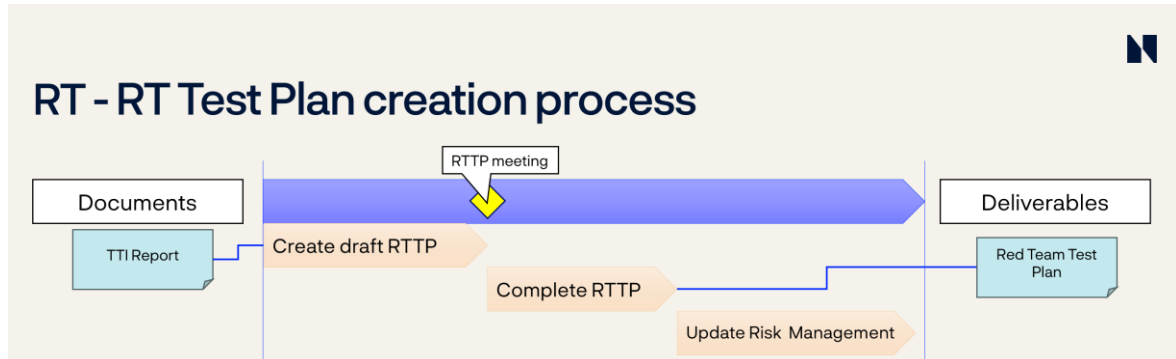 RT - RT Test Plan creation process
RTTP meeting
Documents
Deliverables
TTI Report
Create draft RTTP
Red Team Test
Plan
Complete RTTP
Update Risk Management